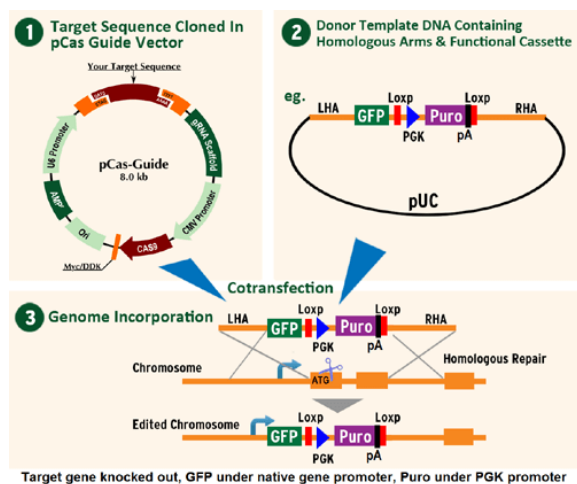 1 Target Sequence Cloned In
pCas Guide Vector
Your Target Sequence
U6 Promoter
gRNA Scaffold
pCas-Guide
8.0 kb
AMP
CMV Promoter
Ori
CAS9
Myc/DDK
2 Donor Template DNA Containing
Homologous Arms & Functional Cassette
eg.
LHA GFP Loxp Puro Loxp RHA
PGK pA
pUC
Cotransfection
3 Genome Incorporation
LHA GFP Loxp Puro Loxp RHA
PGK pA
Homologous Repair
Chromosome
ATG
Edited Chromosome
GFP Loxp Puro Loxp
PGK pA
Target gene knocked out, GFP under native gene promoter, Puro under PGK promoter